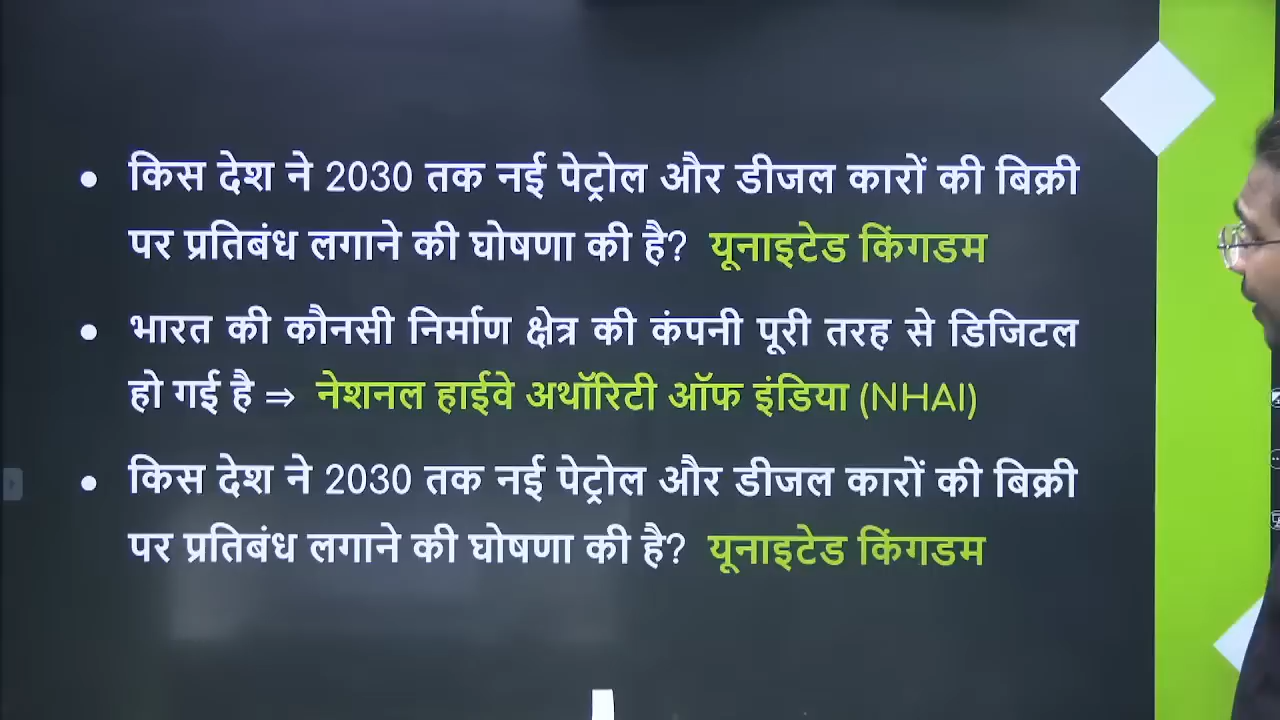 • किस देश ने 2030 तक नई पेट्रोल और डीजल कारों की बिक्री
पर प्रतिबंध लगाने की घोषणा की है? यूनाइटेड किंगडम
• भारत की कौनसी निर्माण क्षेत्र की कंपनी पूरी तरह से डिजिटल
हो गई है ⇒ नेशनल हाईवे अथॉरिटी ऑफ इंडिया (NHAI)
• किस देश ने 2030 तक नई पेट्रोल और डीजल कारों की बिक्री
पर प्रतिबंध लगाने की घोषणा की है? यूनाइटेड किंगडम